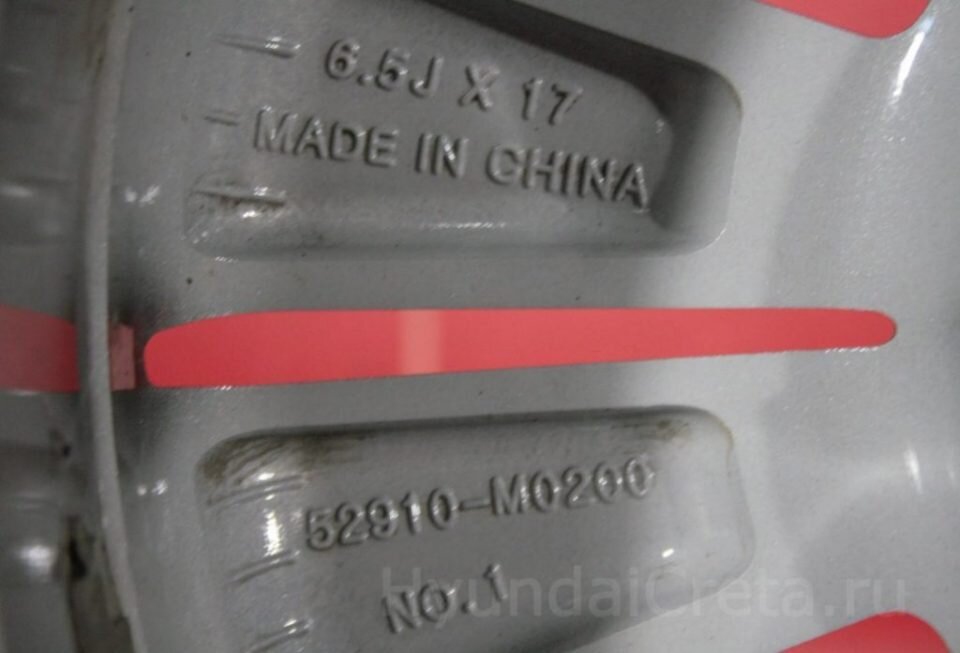 6.5J X 17
MADE IN CHINA
52910-M0200
NO.1
HyundaiCreta.ru